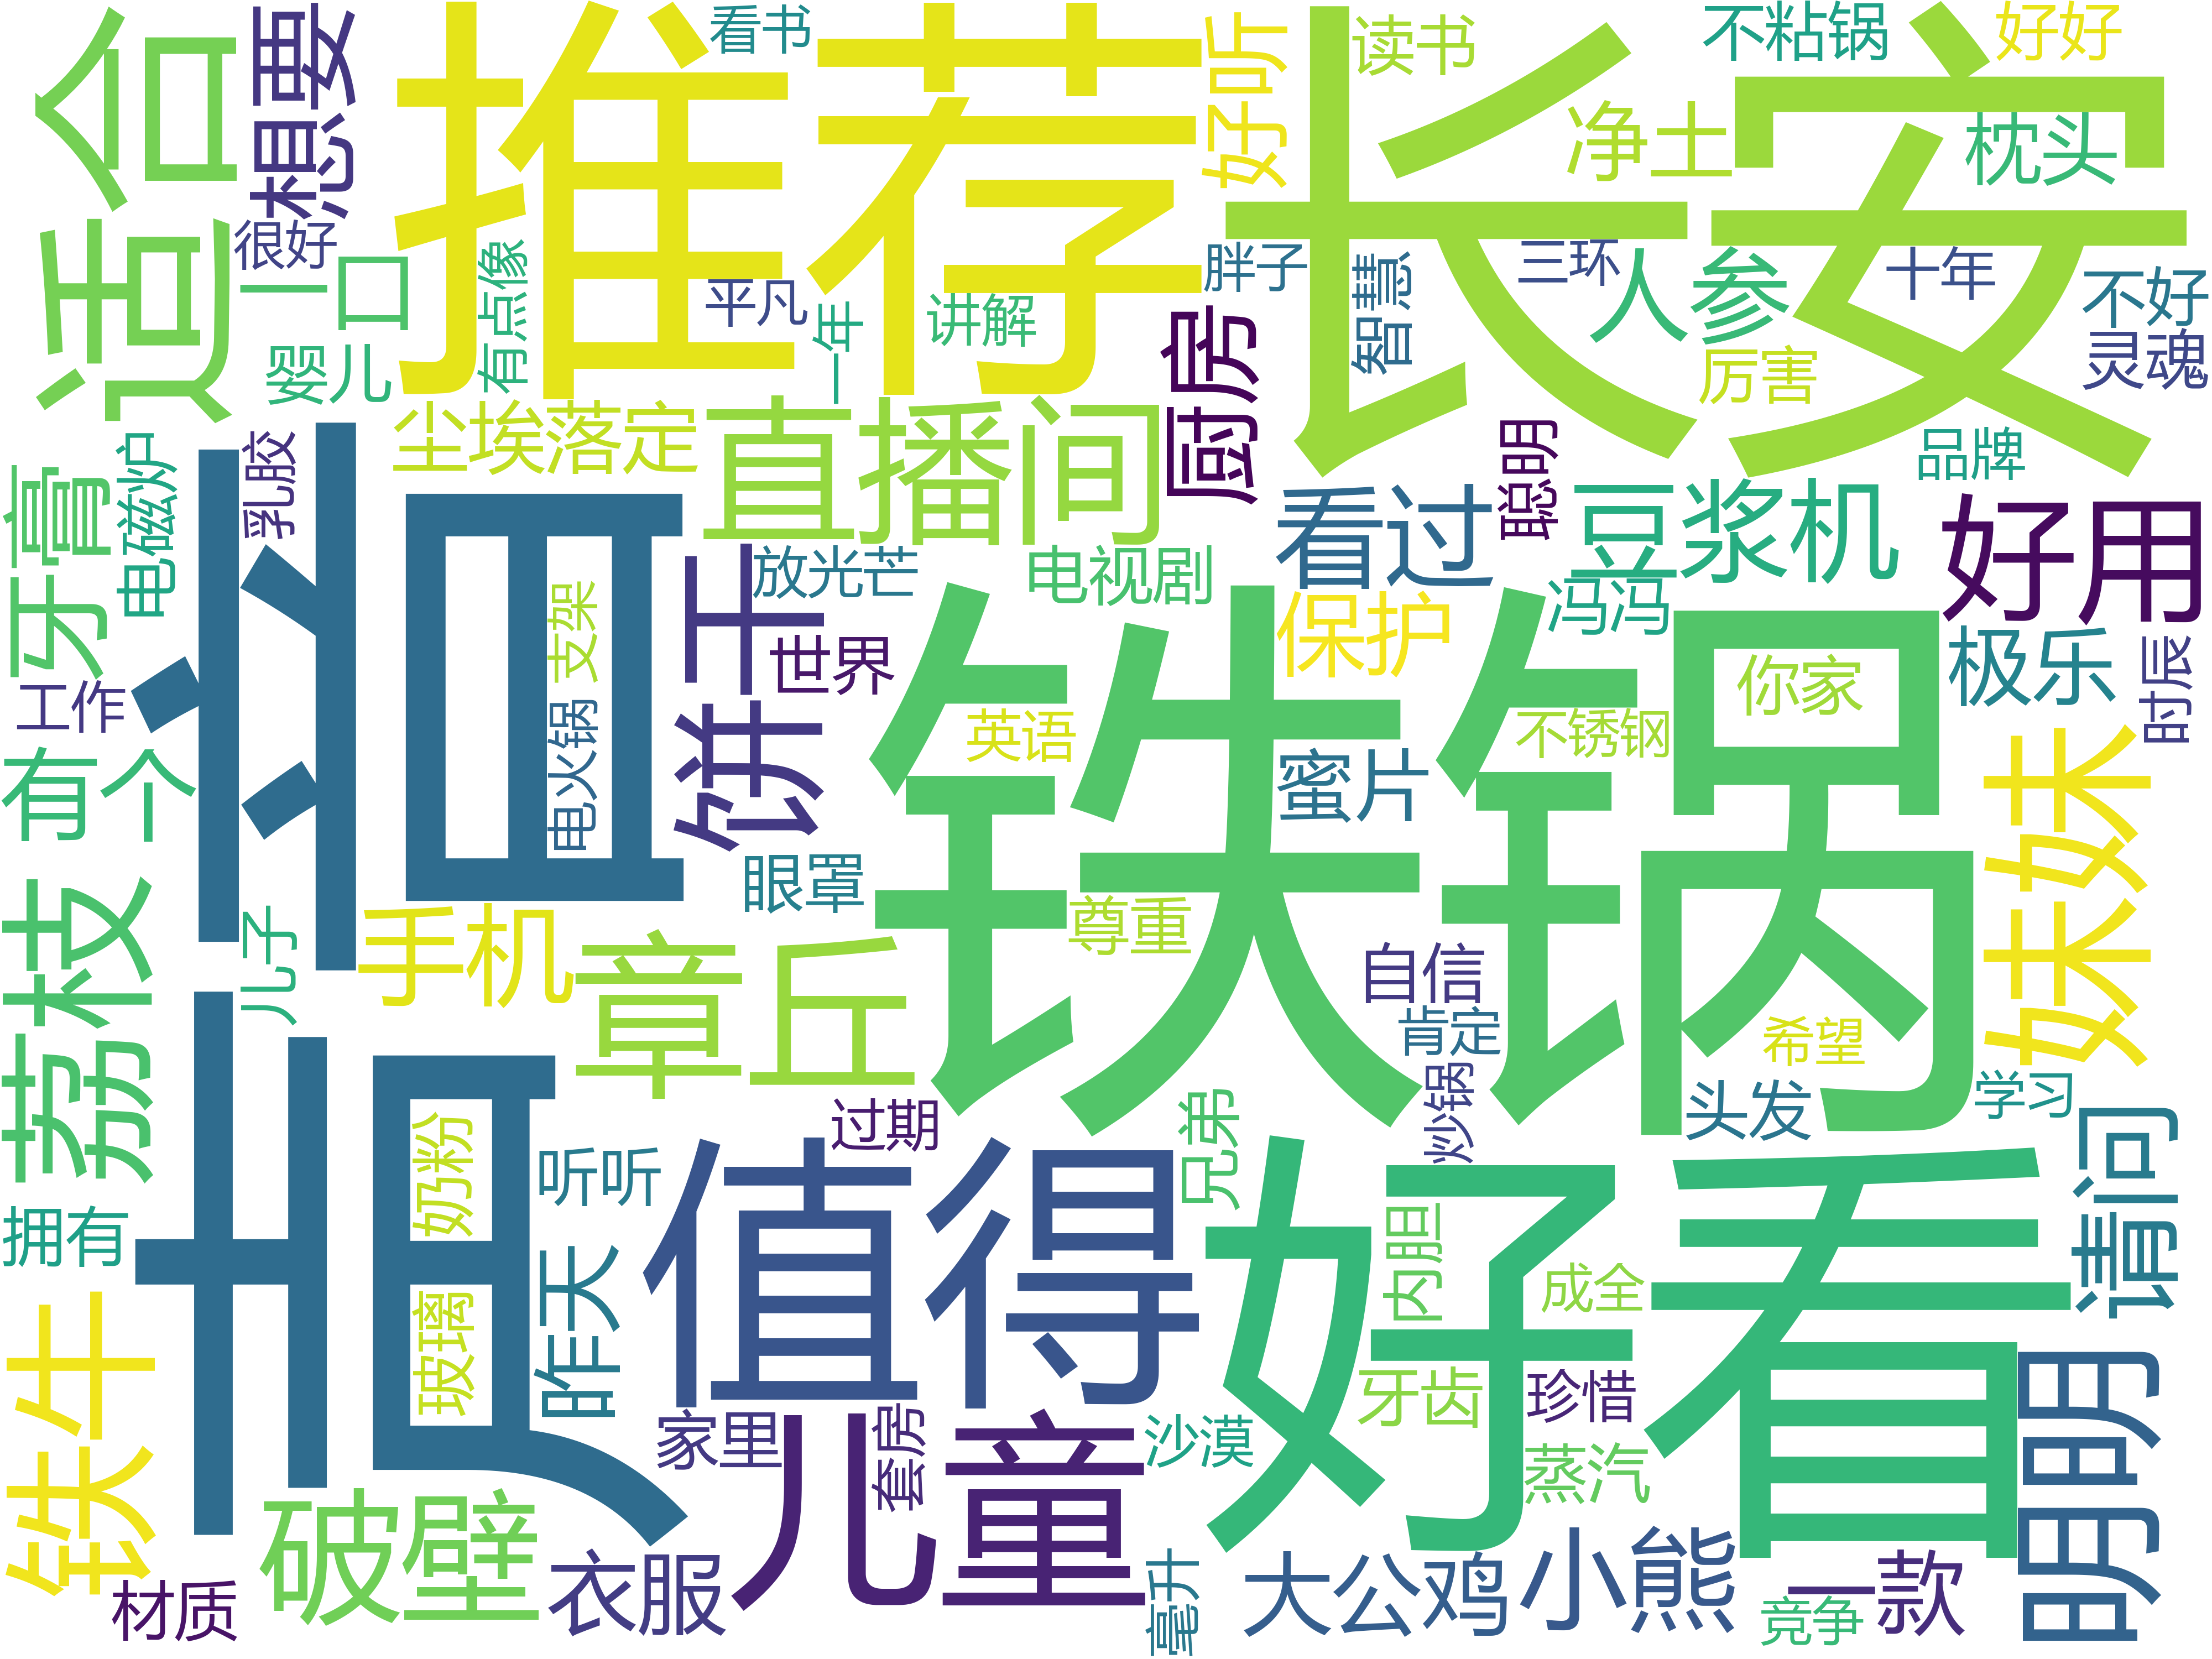 看书
读书
不粘锅
好好
想要
适合
推荐
好听
长安
净土
枕头
很好
一口
有点像
平凡
一年
讲解
胖子
智慧
三环
人参
十年
不好
灵魂
婴儿
厨房
厉害
尘埃落定
直播间
聪明
品牌
牙膏
电磁炉
乳胶
声音
看过
豆浆机
好用
放光芒
电视剧
支架
饼干
世界
保护
冯冯
极乐
时辰
工作
铁锅
你家
英语
不锈钢
有个
电火锅
蜜片
妹妹
眼罩
荔枝
儿子
手机
章丘
尊重
自信
肯定
希望
炒锅
头发
学习
过期
奶粉
听听
兄弟
拥有
昨天
值得
好看
内胆
成全
请问
铁牛
玻璃
牙齿
珍惜
明明
家里
儿童
沙漠
蒸汽
破壁
材质
衣服
毫升
大公鸡
小熊
竞争
一款